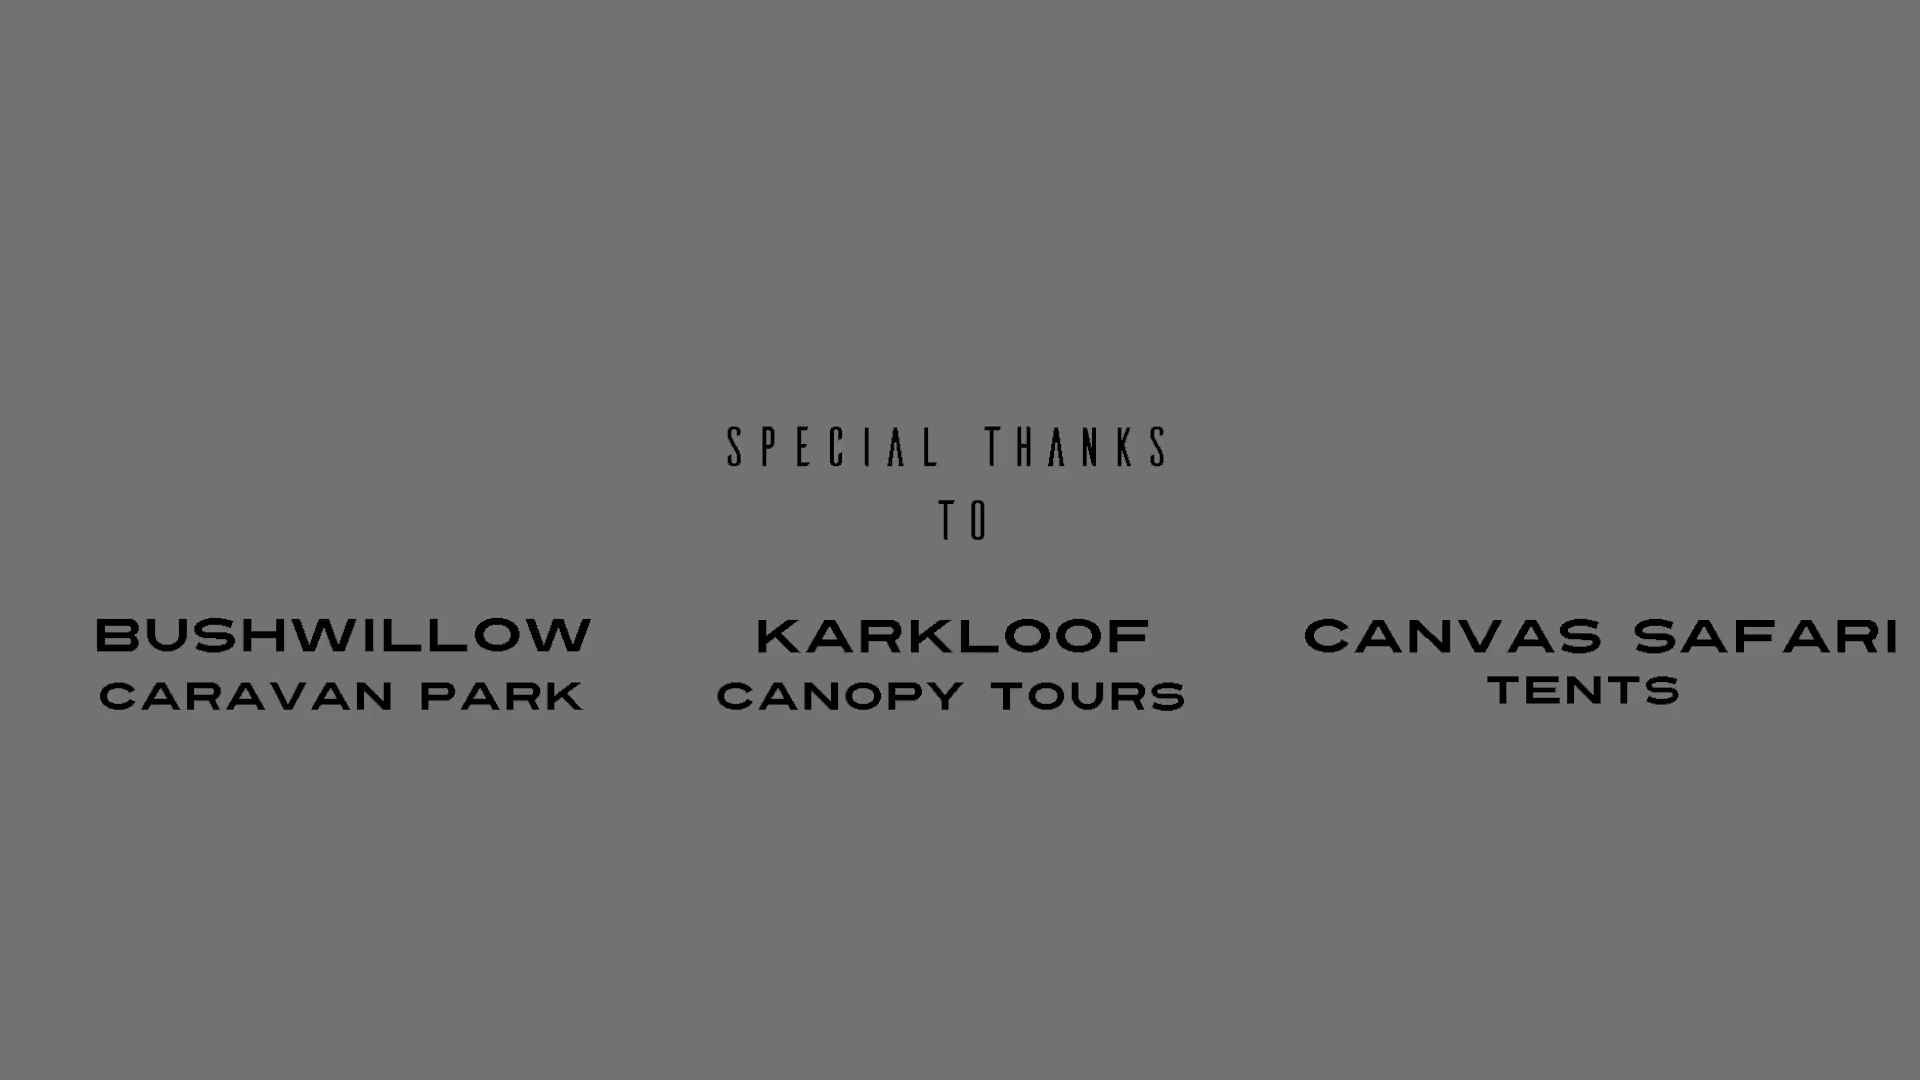 SPECIAL THANKS
TO
BUSHWILLOW
CARAVAN PARK
KARKLOOF
CANOPY TOURS
CANVAS SAFARI
TENTS